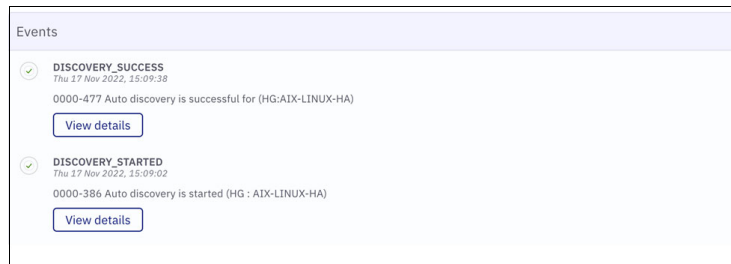 Events
DISCOVERY_SUCCESS
Thu 17 Nov 2022, 15:09:38
0000-477 Auto discovery is successful for (HG:AIX-LINUX-HA)
View details
DISCOVERY_STARTED
Thu 17 Nov 2022, 15:09:02
0000-386 Auto discovery is started (HG : AIX-LINUX-HA)
View details